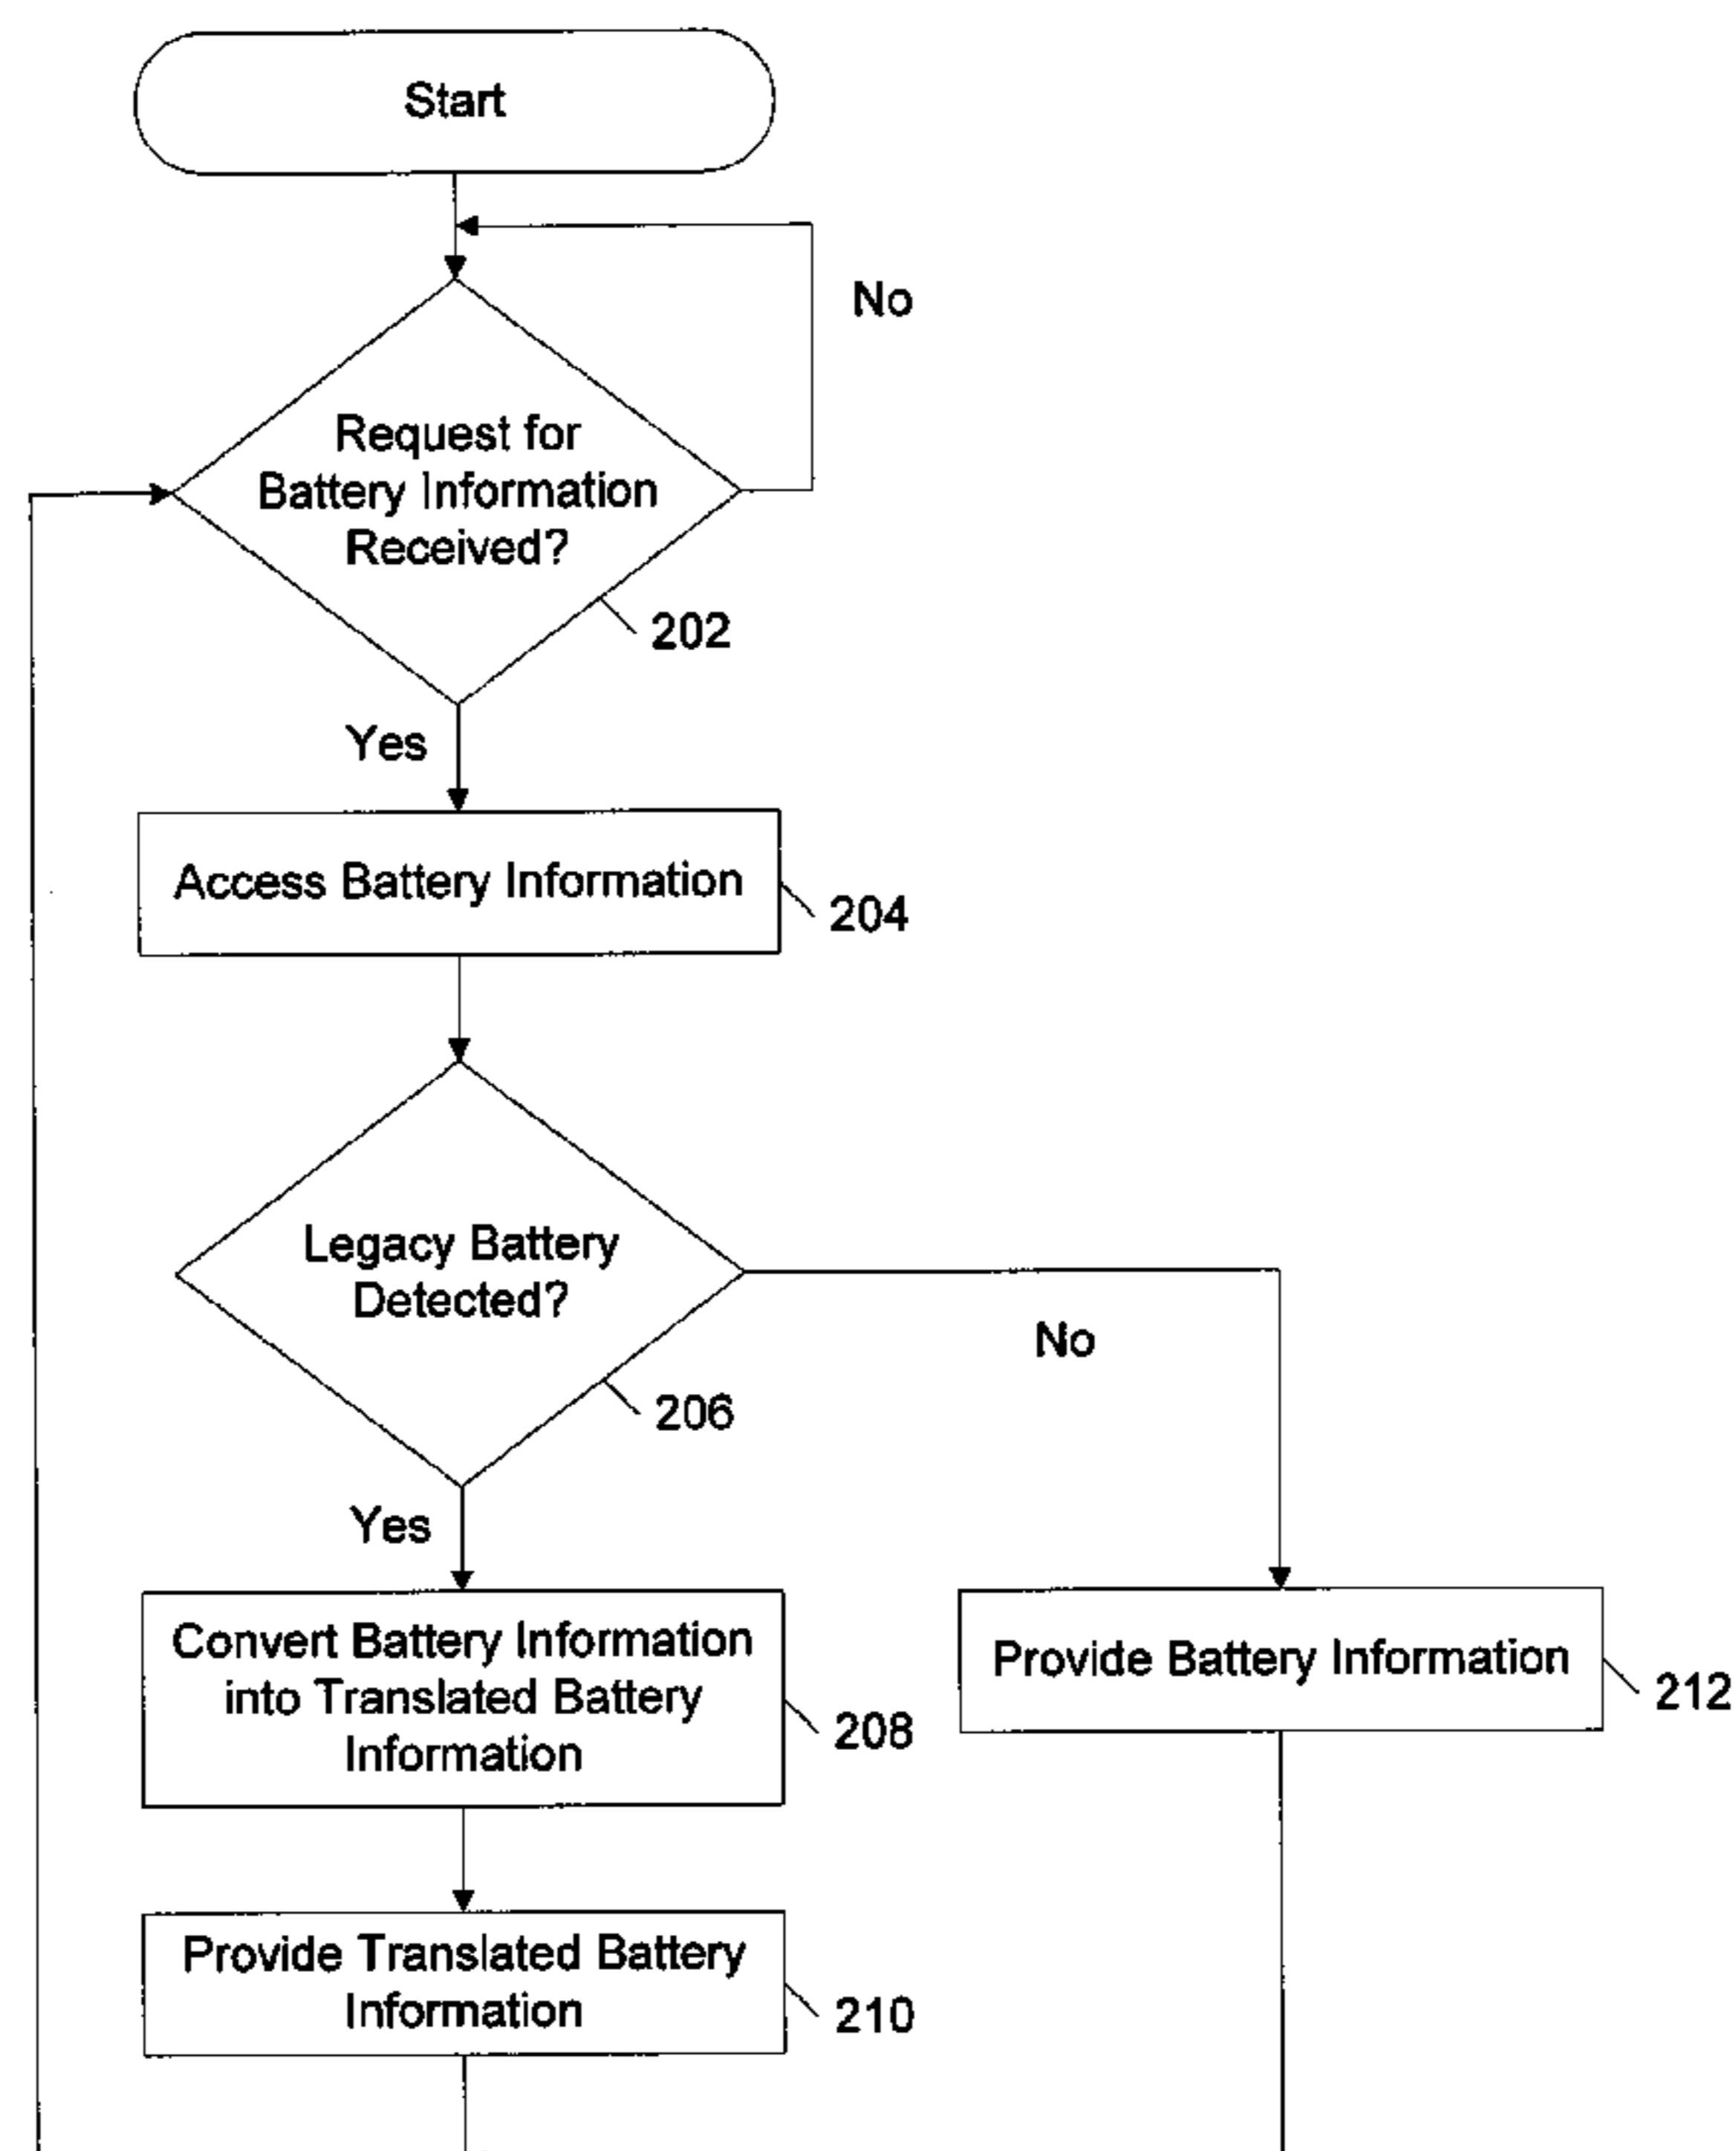 Start
No
Request for
Battery Information
Received?
202
Yes
Access Battery Information
204
Legacy Battery
Detected?
No
206
Yes
Convert Battery Information
into Translated Battery
Information
208
Provide Battery Information
212
Provide Translated Battery
Information
210